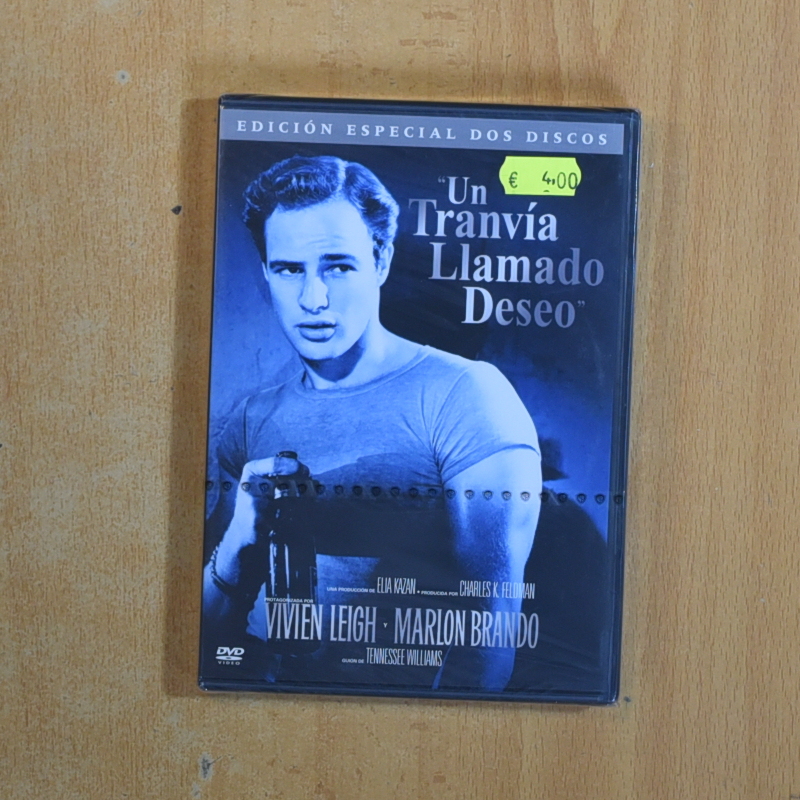 EDICIÓN ESPECIAL DOS DISCOS
€ 4,00
"Un
Tranvía
Llamado
Deseo"
UNA PRODUCCIÓN DE ELIA KAZAN • PRODUCIDA POR CHARLES K. FELDMAN
PROTAGONIZADA POR
VIVIEN LEIGH Y MARLON BRANDO
GUIÓN DE TENNESSEE WILLIAMS
DVD
VIDEO